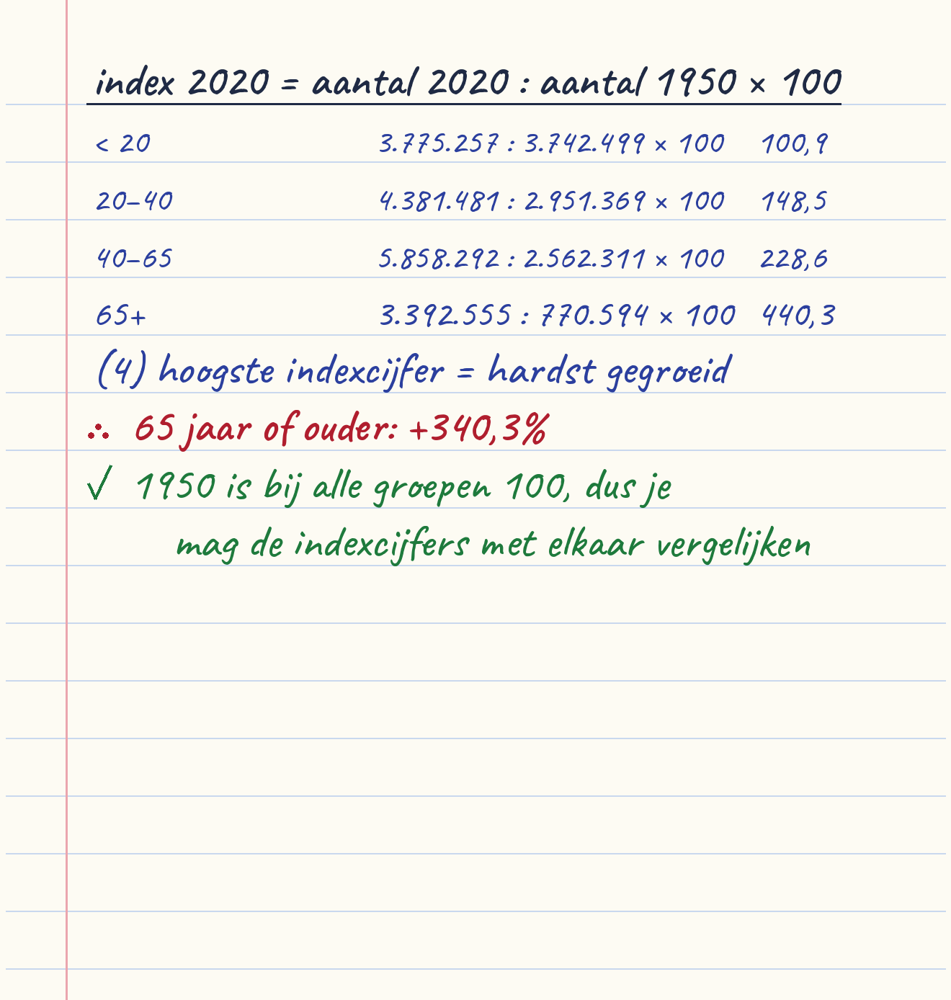 index 2020 = aantal 2020 : aantal 1950 × 100
< 20 3.775.257 : 3.742.499 × 100 100,9
20–40 4.381.481 : 2.951.369 × 100 148,5
40–65 5.858.292 : 2.562.311 × 100 228,6
65+ 3.392.555 : 770.594 × 100 440,3
(4) hoogste indexcijfer = hardst gegroeid
∴ 65 jaar of ouder: +340,3%
✓ 1950 is bij alle groepen 100, dus je
mag de indexcijfers met elkaar vergelijken